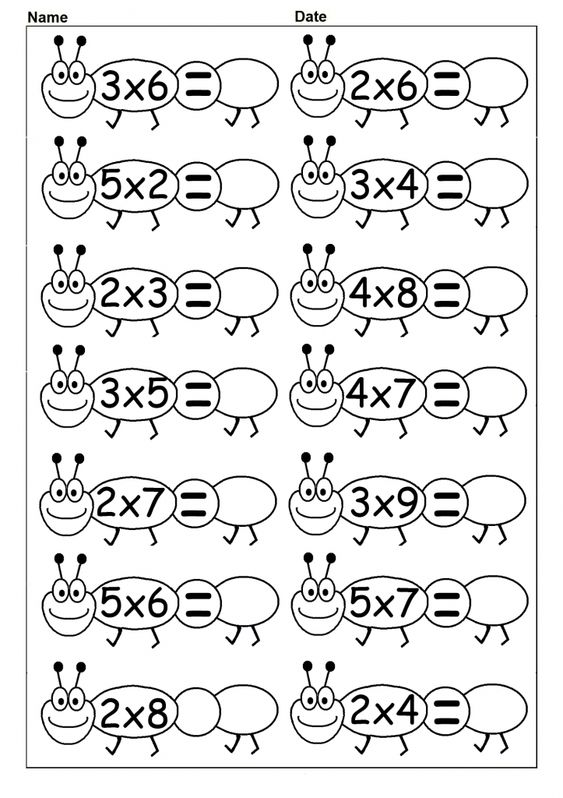 Name Date
3x6 = 2x6 =
5x2 = 3x4 =
2x3 = 4x8 =
3x5 = 4x7 =
2x7 = 3x9 =
5x6 = 5x7 =
2x8 2x4 =